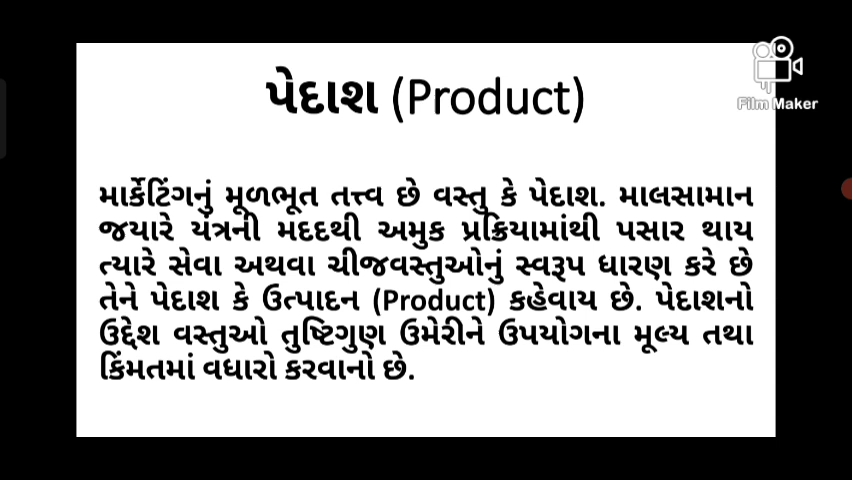 પેદાશ (Product)
Film Maker
માર્કેટિંગનું મૂળભૂત તત્ત્વ છે વસ્તુ કે પેદાશ. માલસામાન
જયારે યંત્રની મદદથી અમુક પ્રક્રિયામાંથી પસાર થાય
ત્યારે સેવા અથવા ચીજવસ્તુઓનું સ્વરૂપ ધારણ કરે છે
તેને પેદાશ કે ઉત્પાદન (Product) કહેવાય છે. પેદાશનો
ઉદ્દેશ વસ્તુઓ તુષ્ટિગુણ ઉમેરીને ઉપયોગના મૂલ્ય તથા
કિંમતમાં વધારો કરવાનો છે.